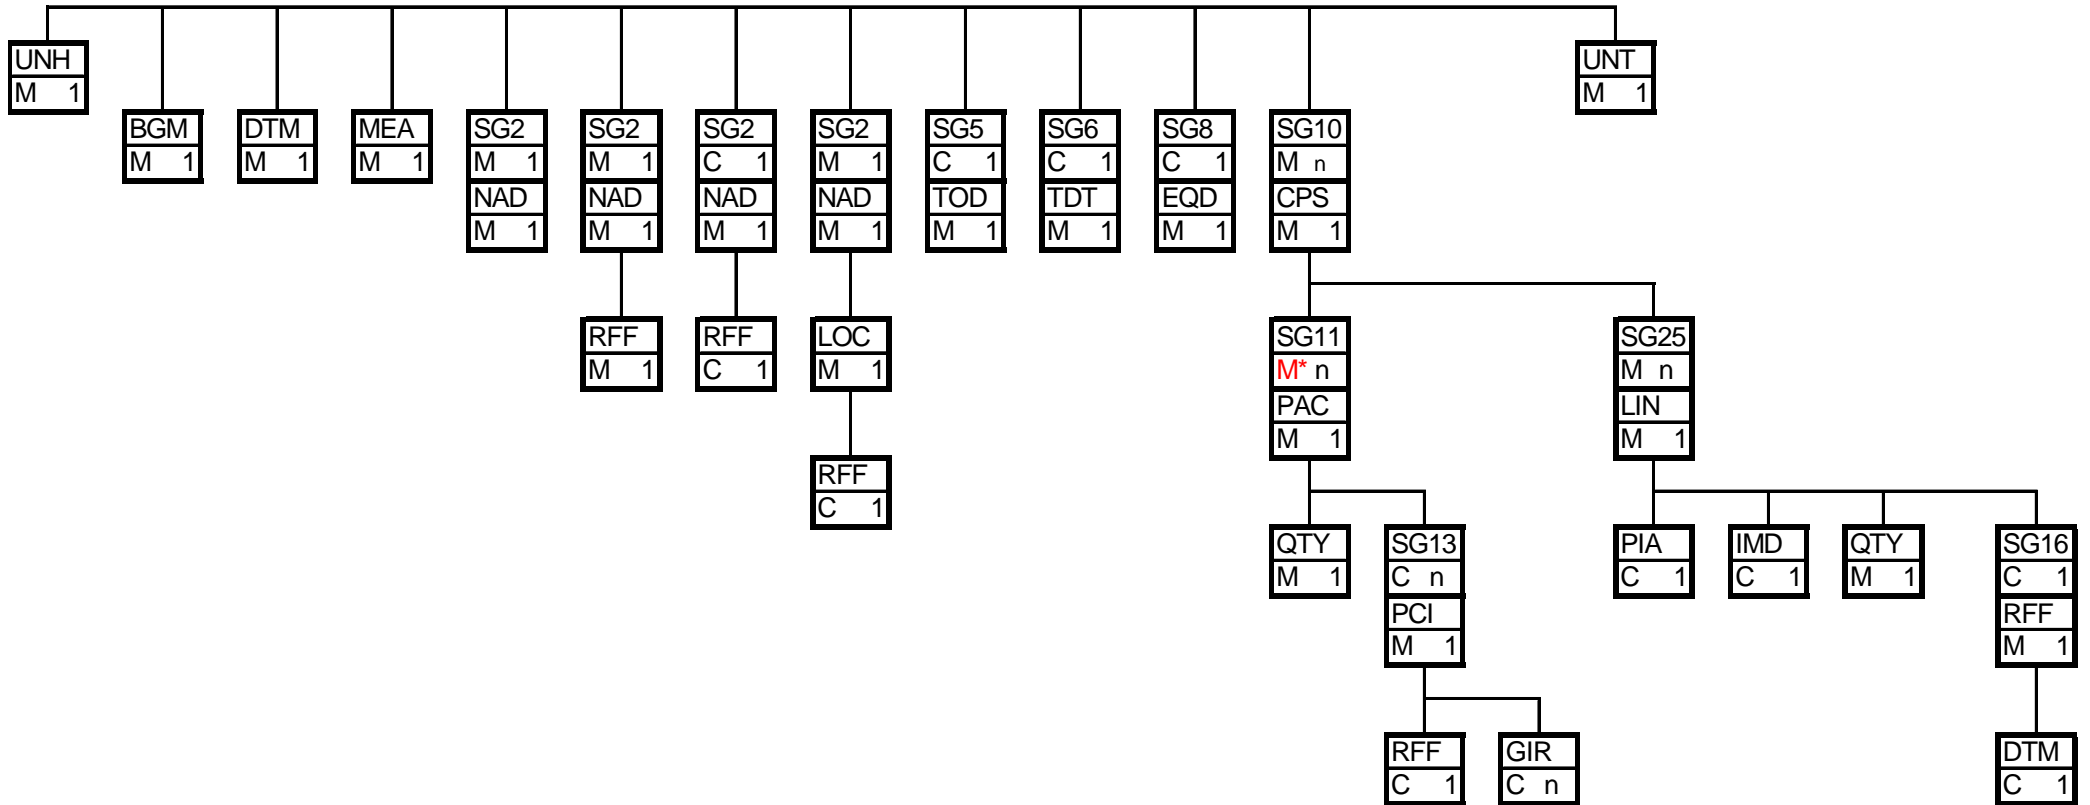 UNH
M 1
UNT
M 1
BGM
M 1
DTM
M 1
MEA
M 1
SG2
M 1
NAD
M 1
SG2
M 1
NAD
M 1
SG2
C 1
NAD
M 1
SG2
M 1
NAD
M 1
SG5
C 1
TOD
M 1
SG6
C 1
TDT
M 1
SG8
C 1
EQD
M 1
SG10
M n
CPS
M 1
RFF
M 1
RFF
C 1
LOC
M 1
SG11
M* n
PAC
M 1
SG25
M n
LIN
M 1
RFF
C 1
QTY
M 1
SG13
C n
PCI
M 1
PIA
C 1
IMD
C 1
QTY
M 1
SG16
C 1
RFF
M 1
RFF
C 1
GIR
C n
DTM
C 1